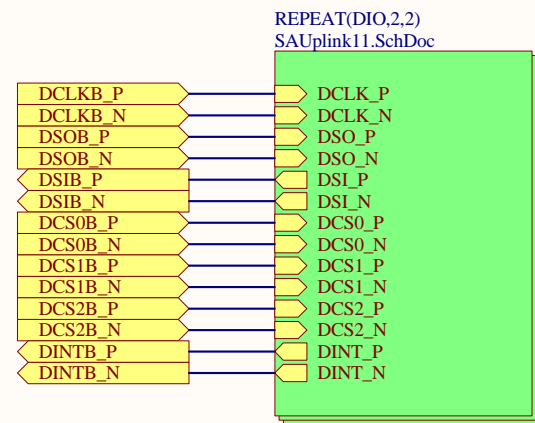 REPEAT(DIO,2,2)
SAUplink11.SchDoc
DCLKB_P DCLK_P
DCLKB_N DCLK_N
DSOB_P DSO_P
DSOB_N DSO_N
DSIB_P DSI_P
DSIB_N DSI_N
DCS0B_P DCS0_P
DCS0B_N DCS0_N
DCS1B_P DCS1_P
DCS1B_N DCS1_N
DCS2B_P DCS2_P
DCS2B_N DCS2_N
DINTB_P DINT_P
DINTB_N DINT_N